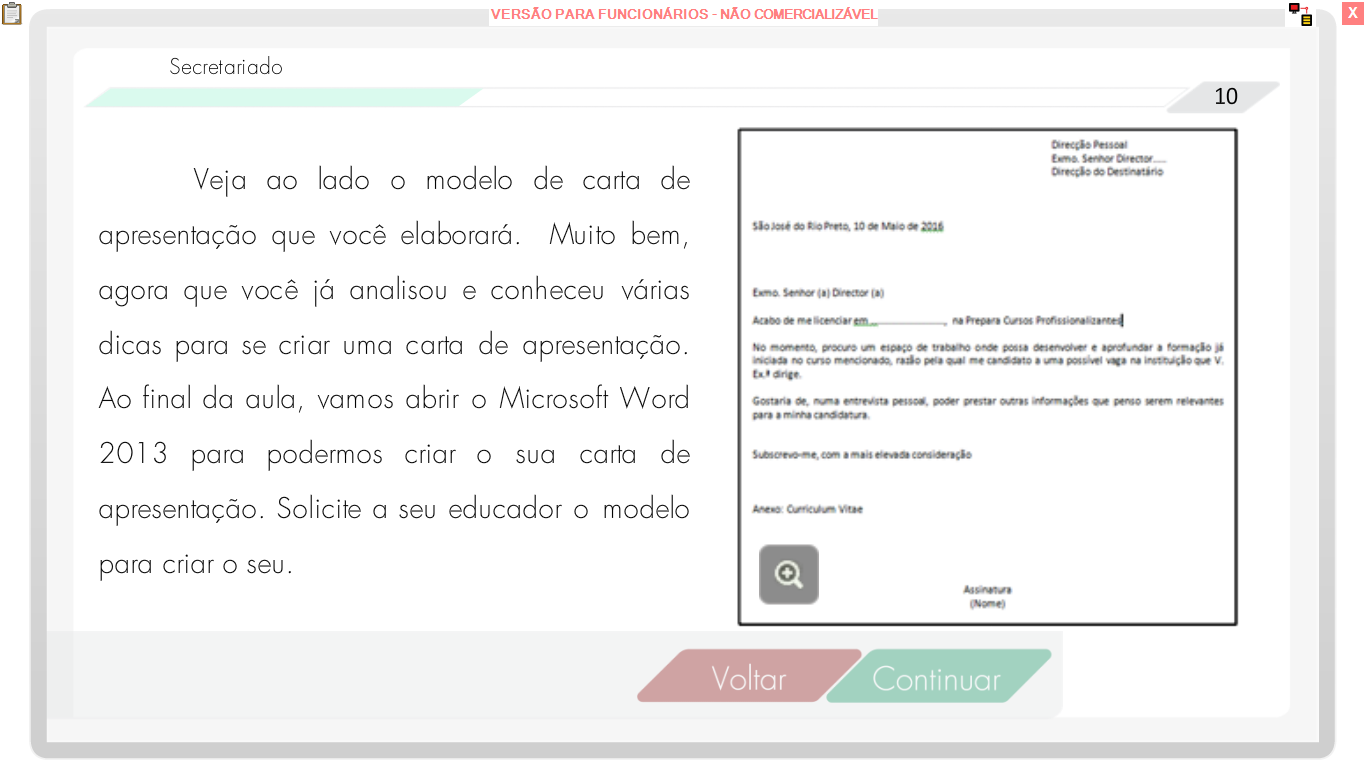 VERSÃO PARA FUNCIONÁRIOS - NÃO COMERCIALIZÁVEL
X
Secretariado
10
Veja ao lado o modelo de carta de
apresentação que você elaborará. Muito bem,
agora que você já analisou e conheceu várias
dicas para se criar uma carta de apresentação.
Ao final da aula, vamos abrir o Microsoft Word
2013 para podermos criar o sua carta de
apresentação. Solicite a seu educador o modelo
para criar o seu.
Direcção Pessoal
Exmo. Senhor Director.....
Direcção do Destinatário
São José do Rio Preto, 10 de Maio de 2016
Exmo. Senhor (a) Director (a)
Acabo de me licenciar em ..._______________, na Prepara Cursos Profissionalizantes
No momento, procuro um espaço de trabalho onde possa desenvolver e aprofundar a formação já
iniciada no curso mencionado, razão pela qual me candidato a uma possível vaga na instituição que V.
Ex.ª dirige.
Gostaria de, numa entrevista pessoal, poder prestar outras informações que penso serem relevantes
para a minha candidatura.
Subscrevo-me, com a mais elevada consideração
Anexo: Curriculum Vitae
Assinatura
(Nome)
Voltar
Continuar